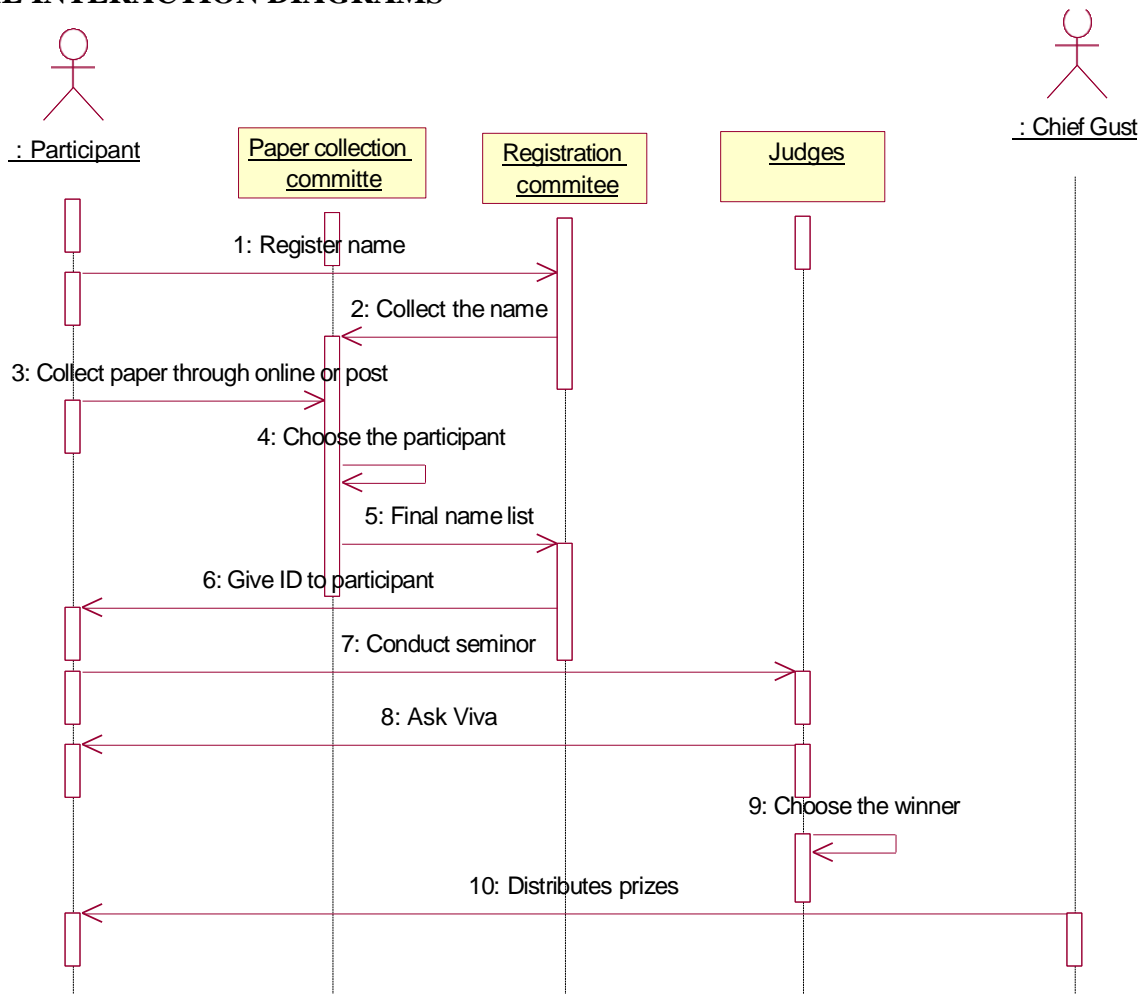 INTERACTION DIAGRAMS
: Participant
Paper collection
committe
Registration
commitee
Judges
: Chief Gust
1: Register name
2: Collect the name
3: Collect paper through online or post
4: Choose the participant
5: Final name list
6: Give ID to participant
7: Conduct seminor
8: Ask Viva
9: Choose the winner
10: Distributes prizes